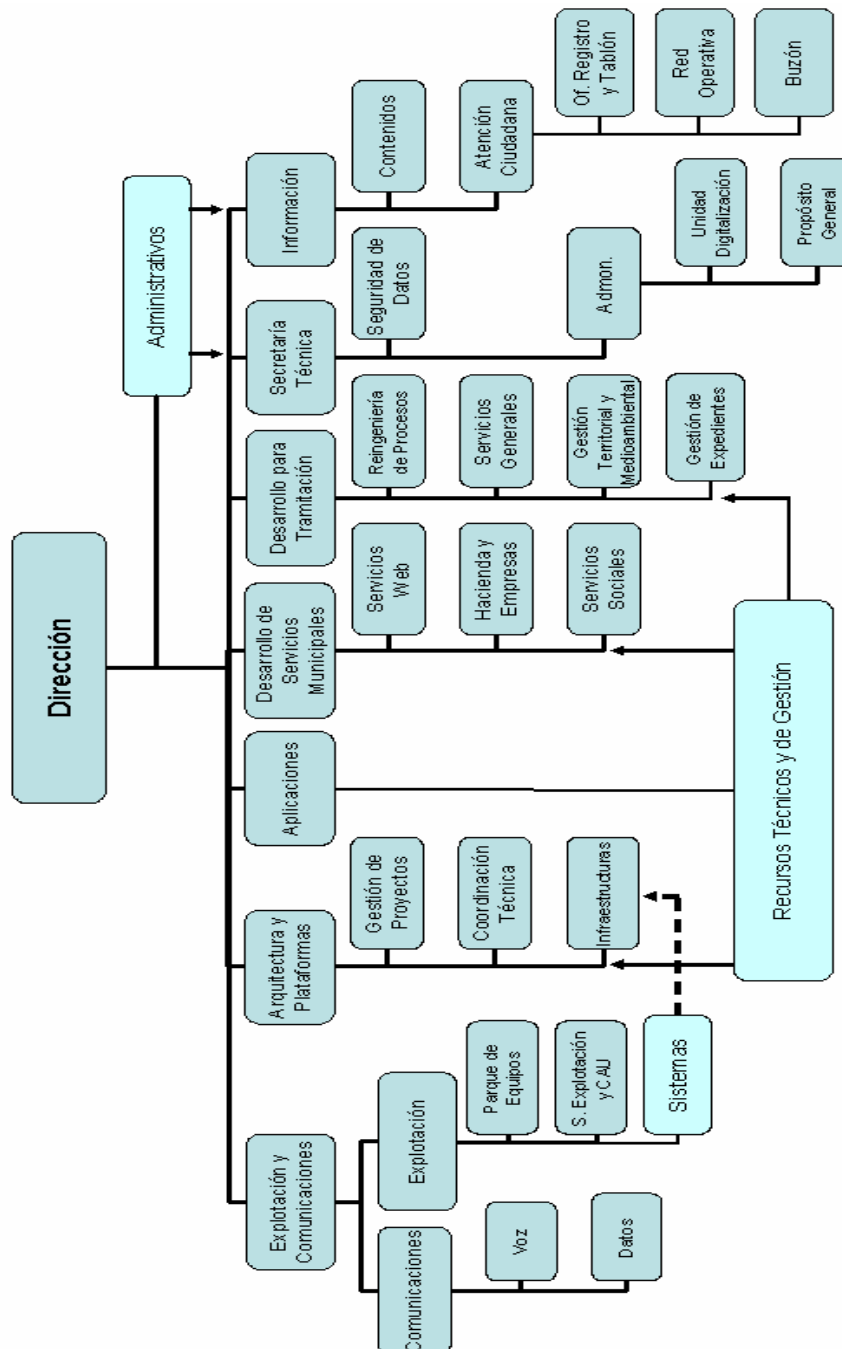 Dirección
Administrativos
Explotación y
Comunicaciones
Arquitectura y
Plataformas
Aplicaciones
Desarrollo de
Servicios
Municipales
Desarrollo para
Tramitación
Secretaría
Técnica
Información
Comunicaciones
Explotación
Gestión de
Proyectos
Servicios
Web
Reingeniería
de Procesos
Seguridad de
Datos
Contenidos
Voz
Parque de
Equipos
Coordinación
Técnica
Hacienda y
Empresas
Servicios
Generales
Atención
Ciudadana
Datos
S. Explotación
y CAU
Infraestructuras
Servicios
Sociales
Gestión
Territorial y
Medioambiental
Admon.
Of. Registro
y Tablón
Sistemas
Gestión de
Expedientes
Unidad
Digitalización
Red
Operativa
Recursos Técnicos y de Gestión
Propósito
General
Buzón